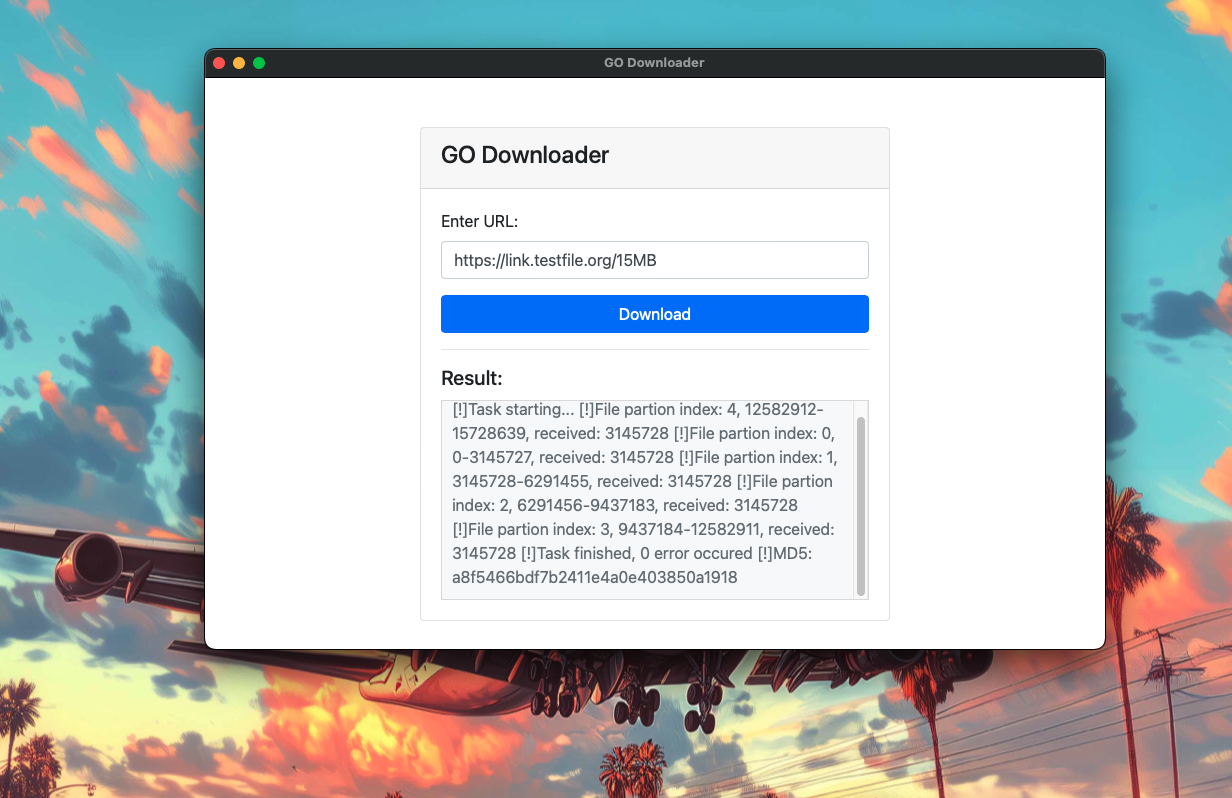 GO Downloader
GO Downloader
Enter URL:
https://link.testfile.org/15MB
Download
Result:
[!]Task starting... [!]File partion index: 4, 12582912-
15728639, received: 3145728 [!]File partion index: 0,
0-3145727, received: 3145728 [!]File partion index: 1,
3145728-6291455, received: 3145728 [!]File partion
index: 2, 6291456-9437183, received: 3145728
[!]File partion index: 3, 9437184-12582911, received:
3145728 [!]Task finished, 0 error occured [!]MD5:
a8f5466bdf7b2411e4a0e403850a1918